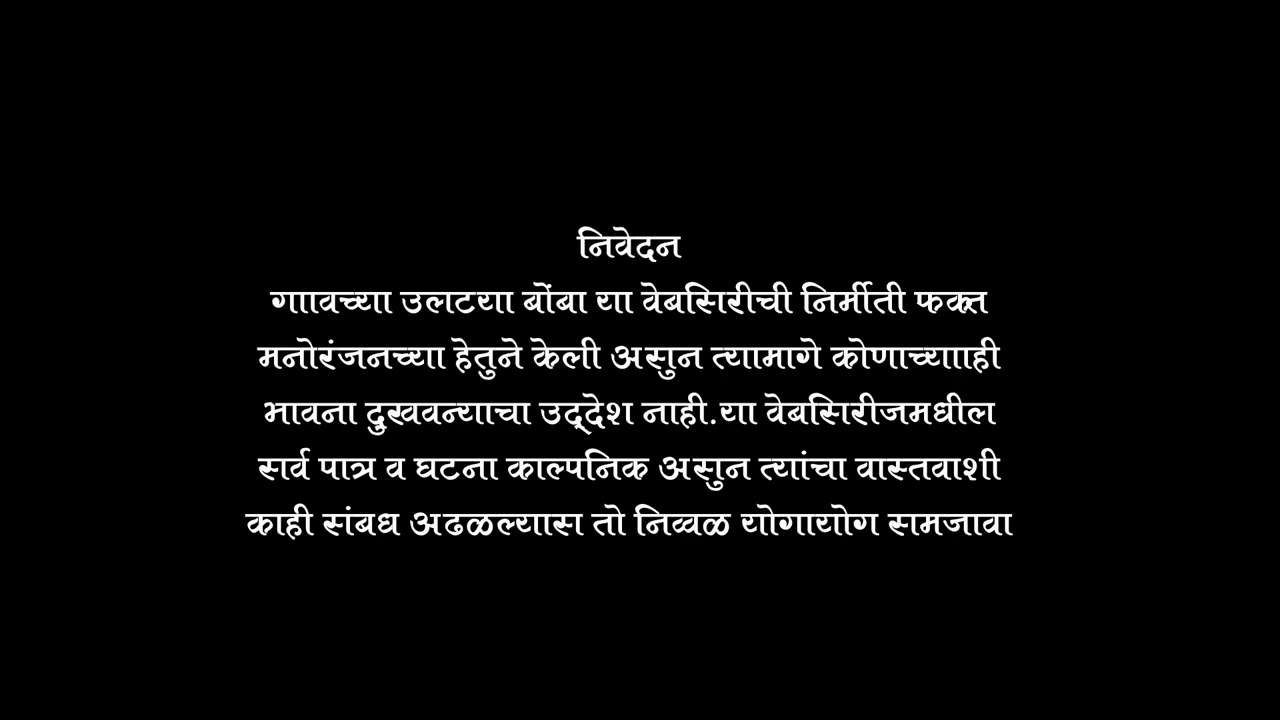 निवेदन
गाावच्या उलटया बोंबा या वेबसिरीची निर्मीती फक्त
मनोरंजनच्या हेतुने केली असुन त्यामागे कोणाच्यााही
भावना दुखवन्याचा उद्देश नाही.या वेबसिरीजमधील
सर्व पात्र व घटना काल्पनिक असुन त्यांचा वास्तवाशी
काही संबध अढळल्यास तो निव्वळ योगायोग समजावा